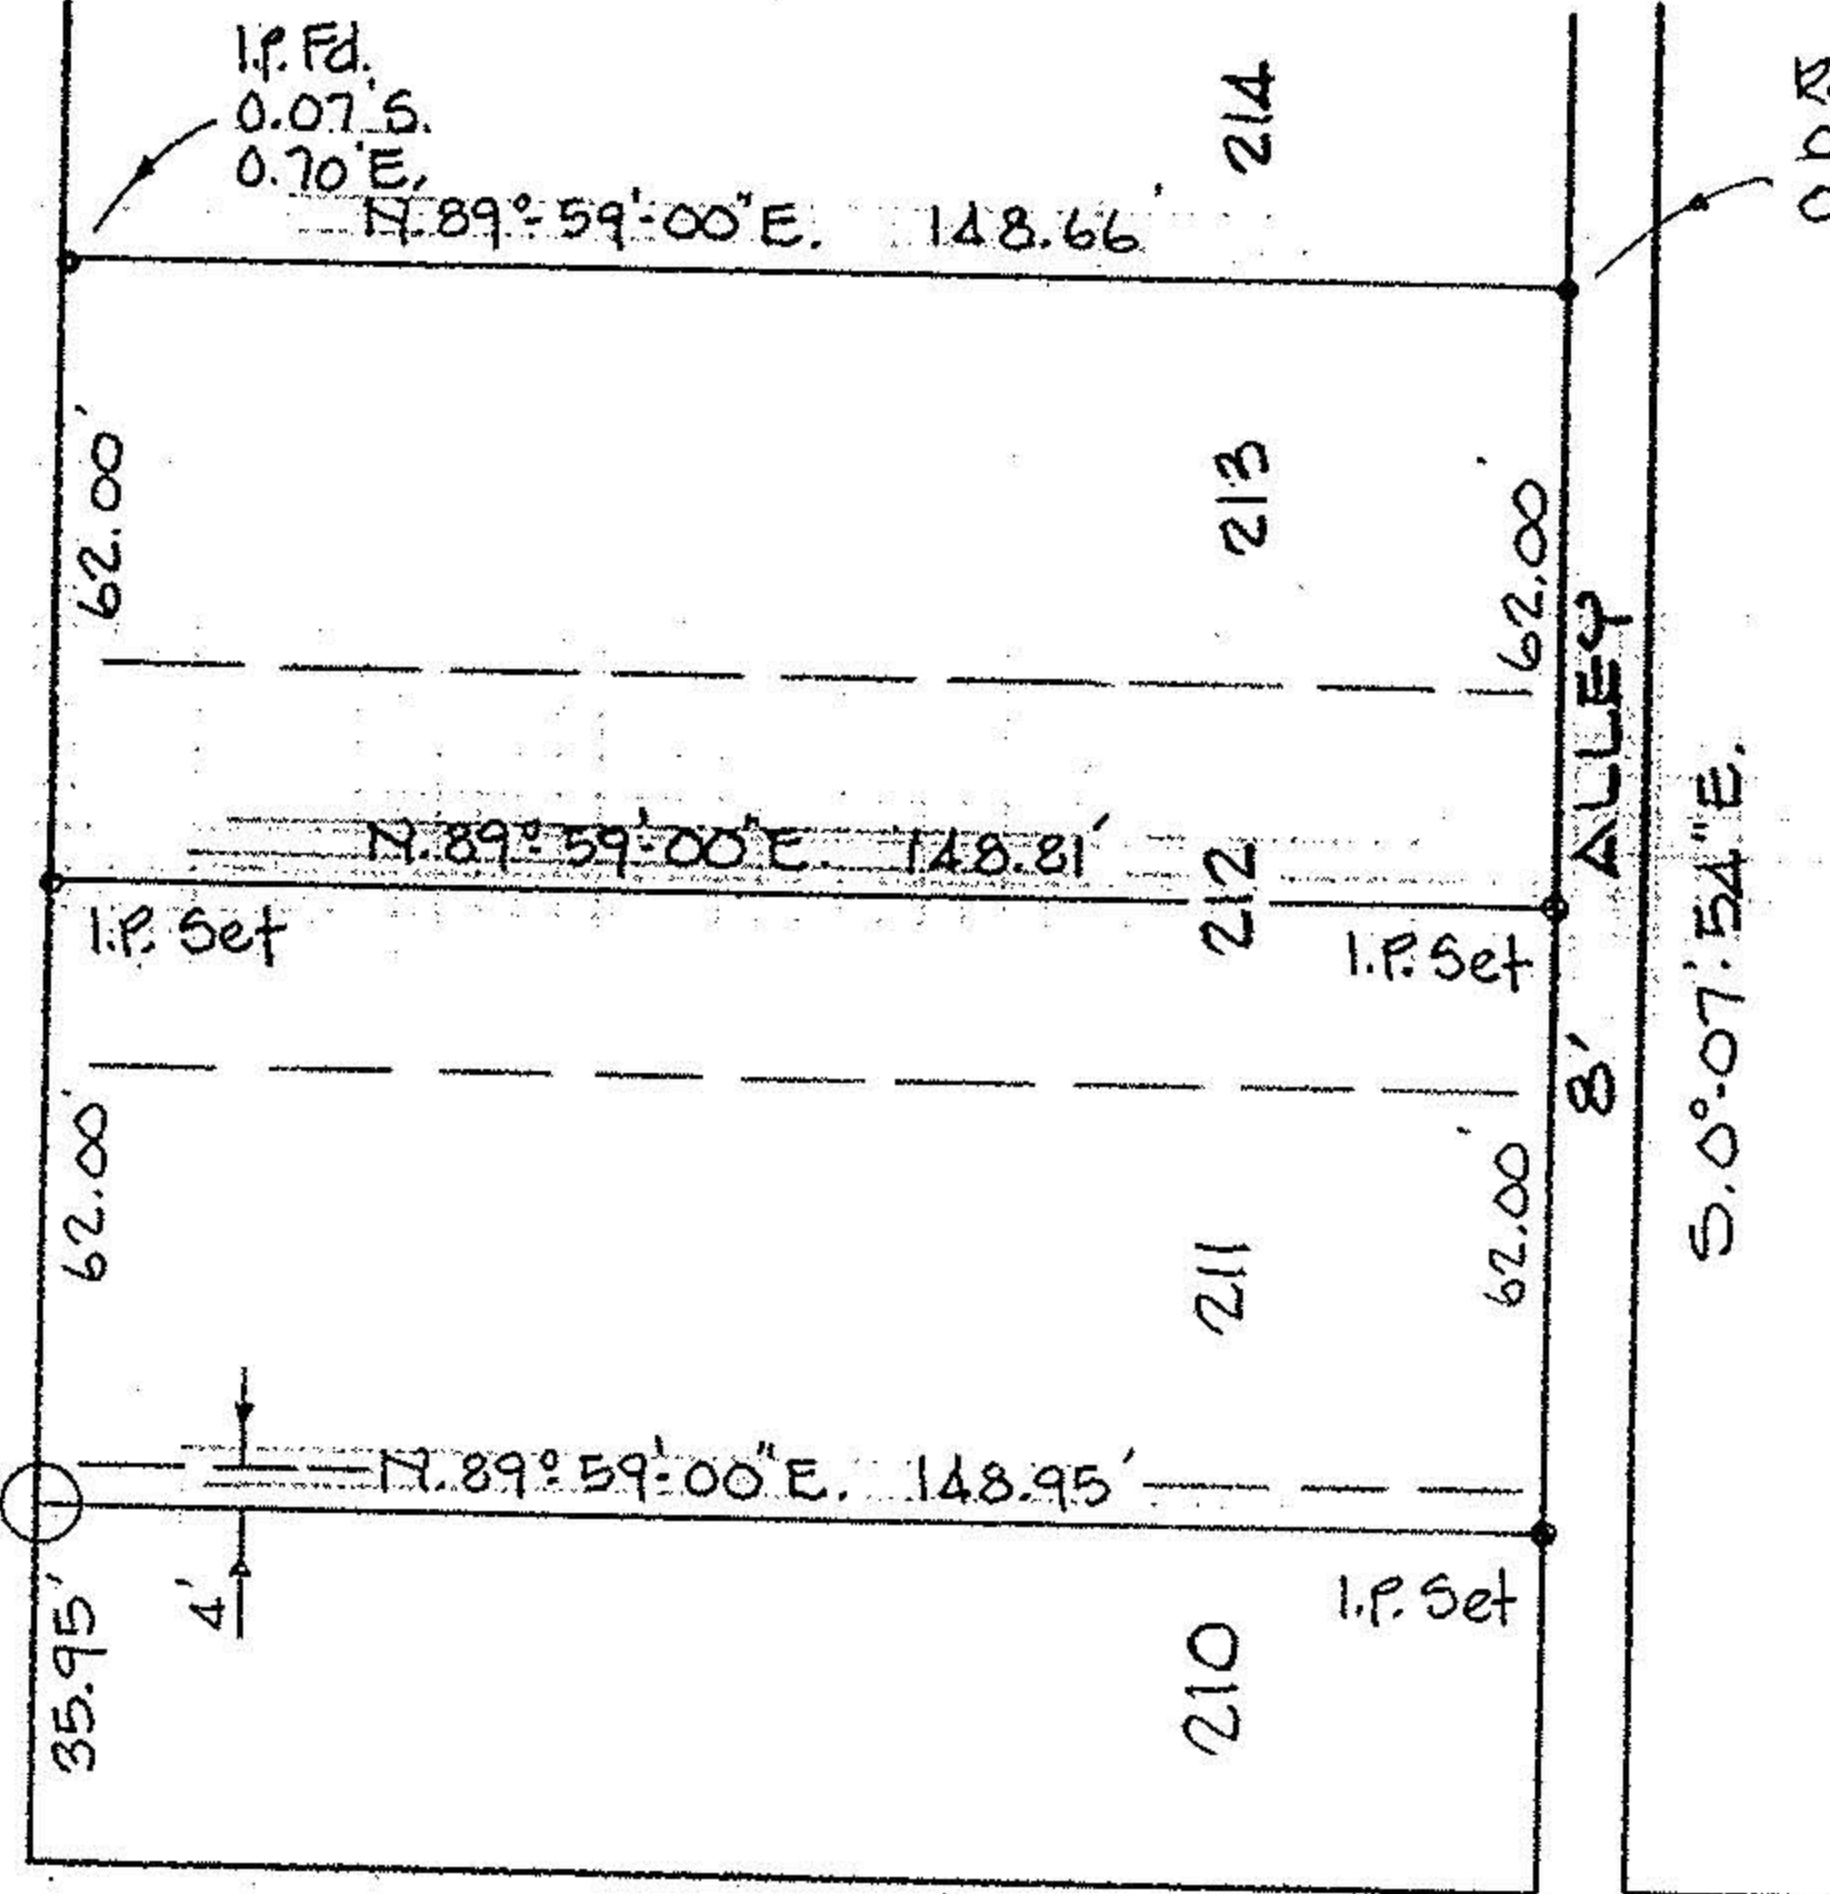 I.P. Fd.
0.07' S.
0.70' E.
214
N.89°-59'-00"E. 148.66'
62.00'
213
62.00'
ALLEY
N.89°-59'-00"E. 148.81'
212
I.P. Set
I.P. Set
8'
S.0°-07'-54"E.
62.00'
211
62.00'
N.89°-59'-00"E. 148.95'
4'
I.P. Set
35.95'
210